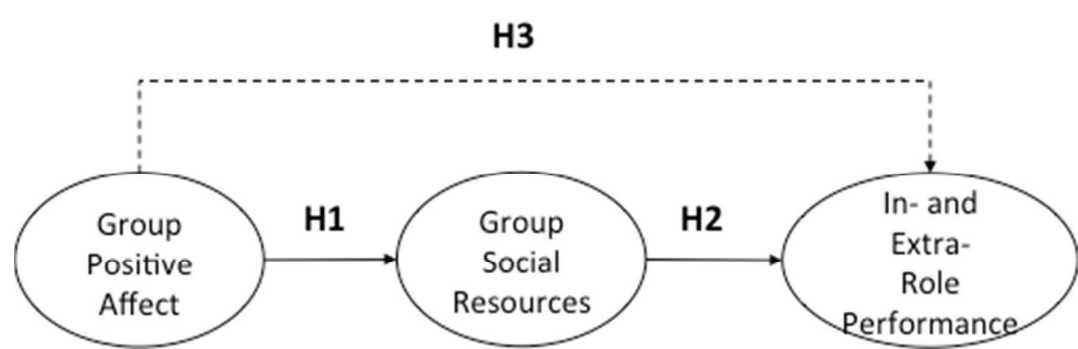 H3
Group
Positive
Affect
H1
Group
Social
Resources
H2
In- and
Extra-
Role
Performance